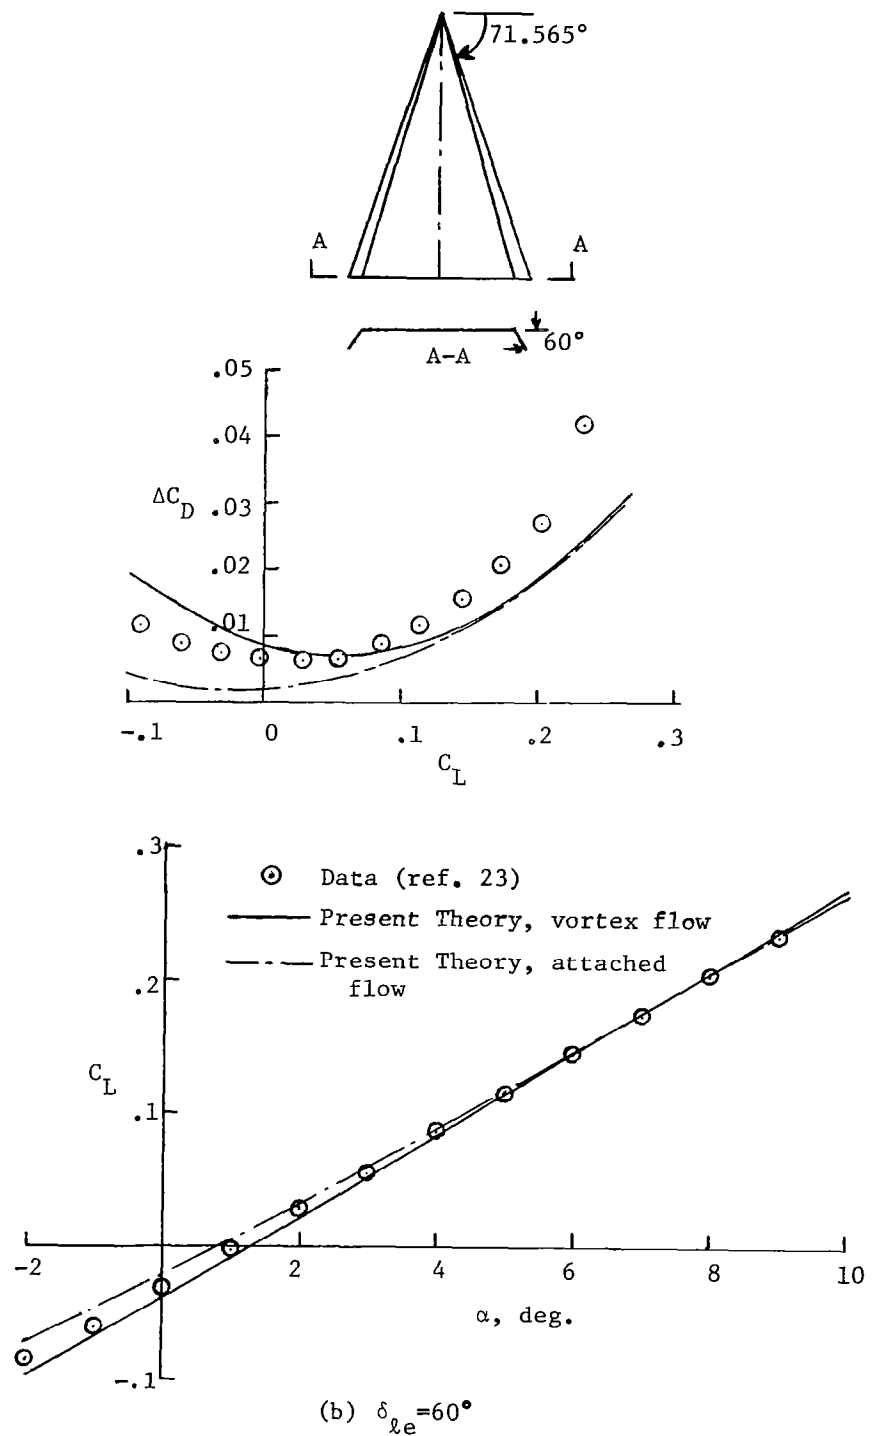 71.565°
A A
A-A 60°
.05
.04
ΔC_D .03
.02
.01
-.1 0 .1 .2 .3
C_L
.3
Data (ref. 23)
Present Theory, vortex flow
Present Theory, attached
flow
.2
C_L
.1
-2 2 4 6 8 10
α, deg.
-.1
(b) δ_ℓe=60°